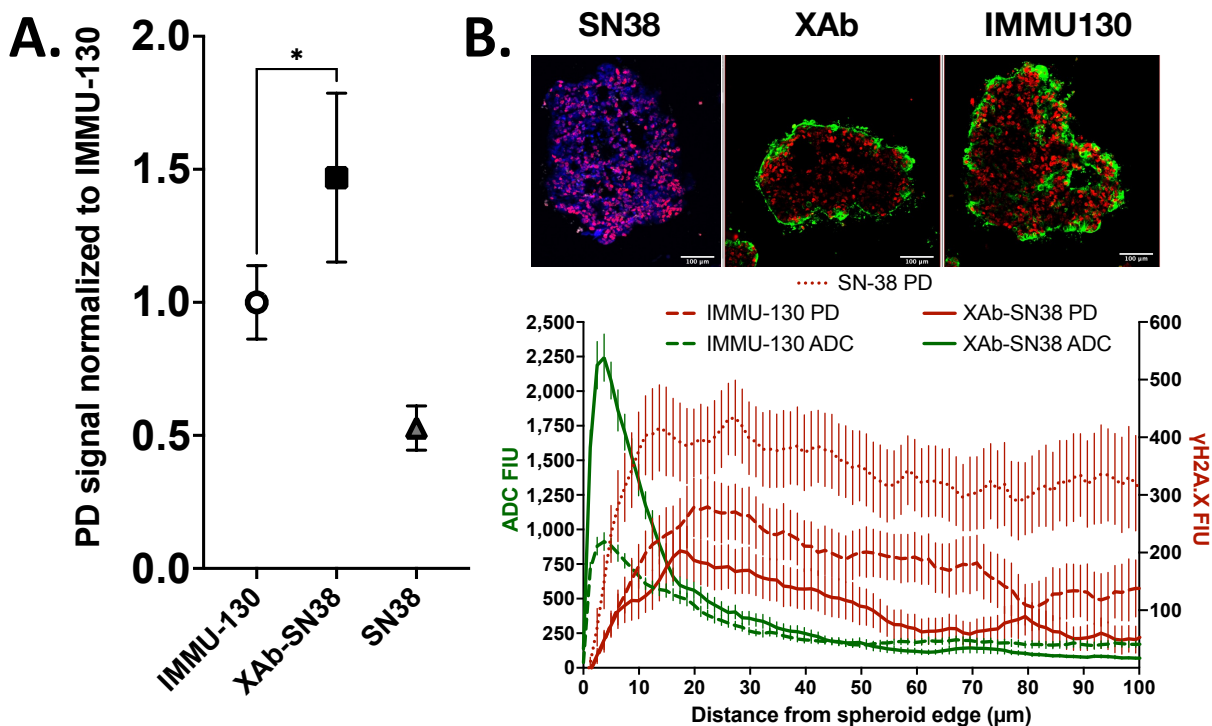 A.
PD signal normalized to IMMU-130
2.0
1.5
1.0
0.5
0.0
*
IMMU-130
XAb-SN38
SN38
B.
SN38 XAb IMMU130
100 µm 100 µm 100 µm
SN-38 PD
IMMU-130 PD XAb-SN38 PD
IMMU-130 ADC XAb-SN38 ADC
ADC FIU
2,500
2,250
2,000
1,750
1,500
1,250
1,000
750
500
250
0
600
500
400
300
200
100
γH2A.X FIU
0 10 20 30 40 50 60 70 80 90 100
Distance from spheroid edge (µm)